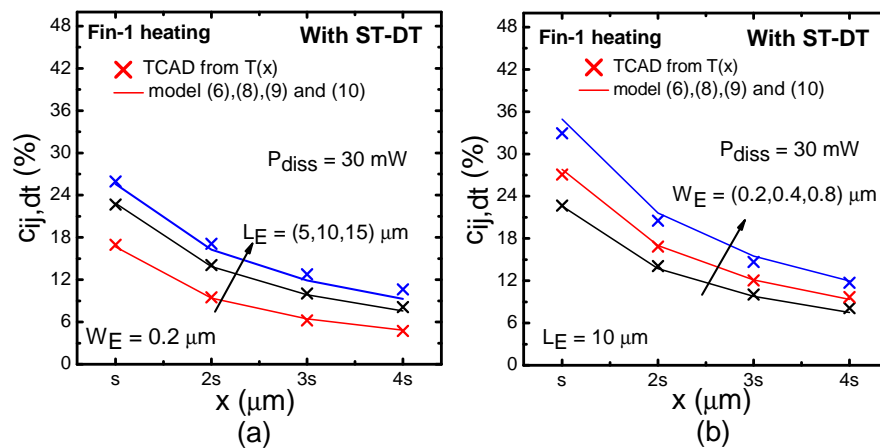 Fin-1 heating
With ST-DT
TCAD from T(x)
model (6),(8),(9) and (10)
P_diss = 30 mW
L_E = (5,10,15) μm
W_E = 0.2 μm
c_ij,dt (%)
48
42
36
30
24
18
12
6
0
s
2s
3s
4s
x (μm)
(a)
Fin-1 heating
With ST-DT
TCAD from T(x)
model (6),(8),(9) and (10)
P_diss = 30 mW
W_E = (0.2,0.4,0.8) μm
L_E = 10 μm
c_ij,dt (%)
48
42
36
30
24
18
12
6
0
s
2s
3s
4s
x (μm)
(b)